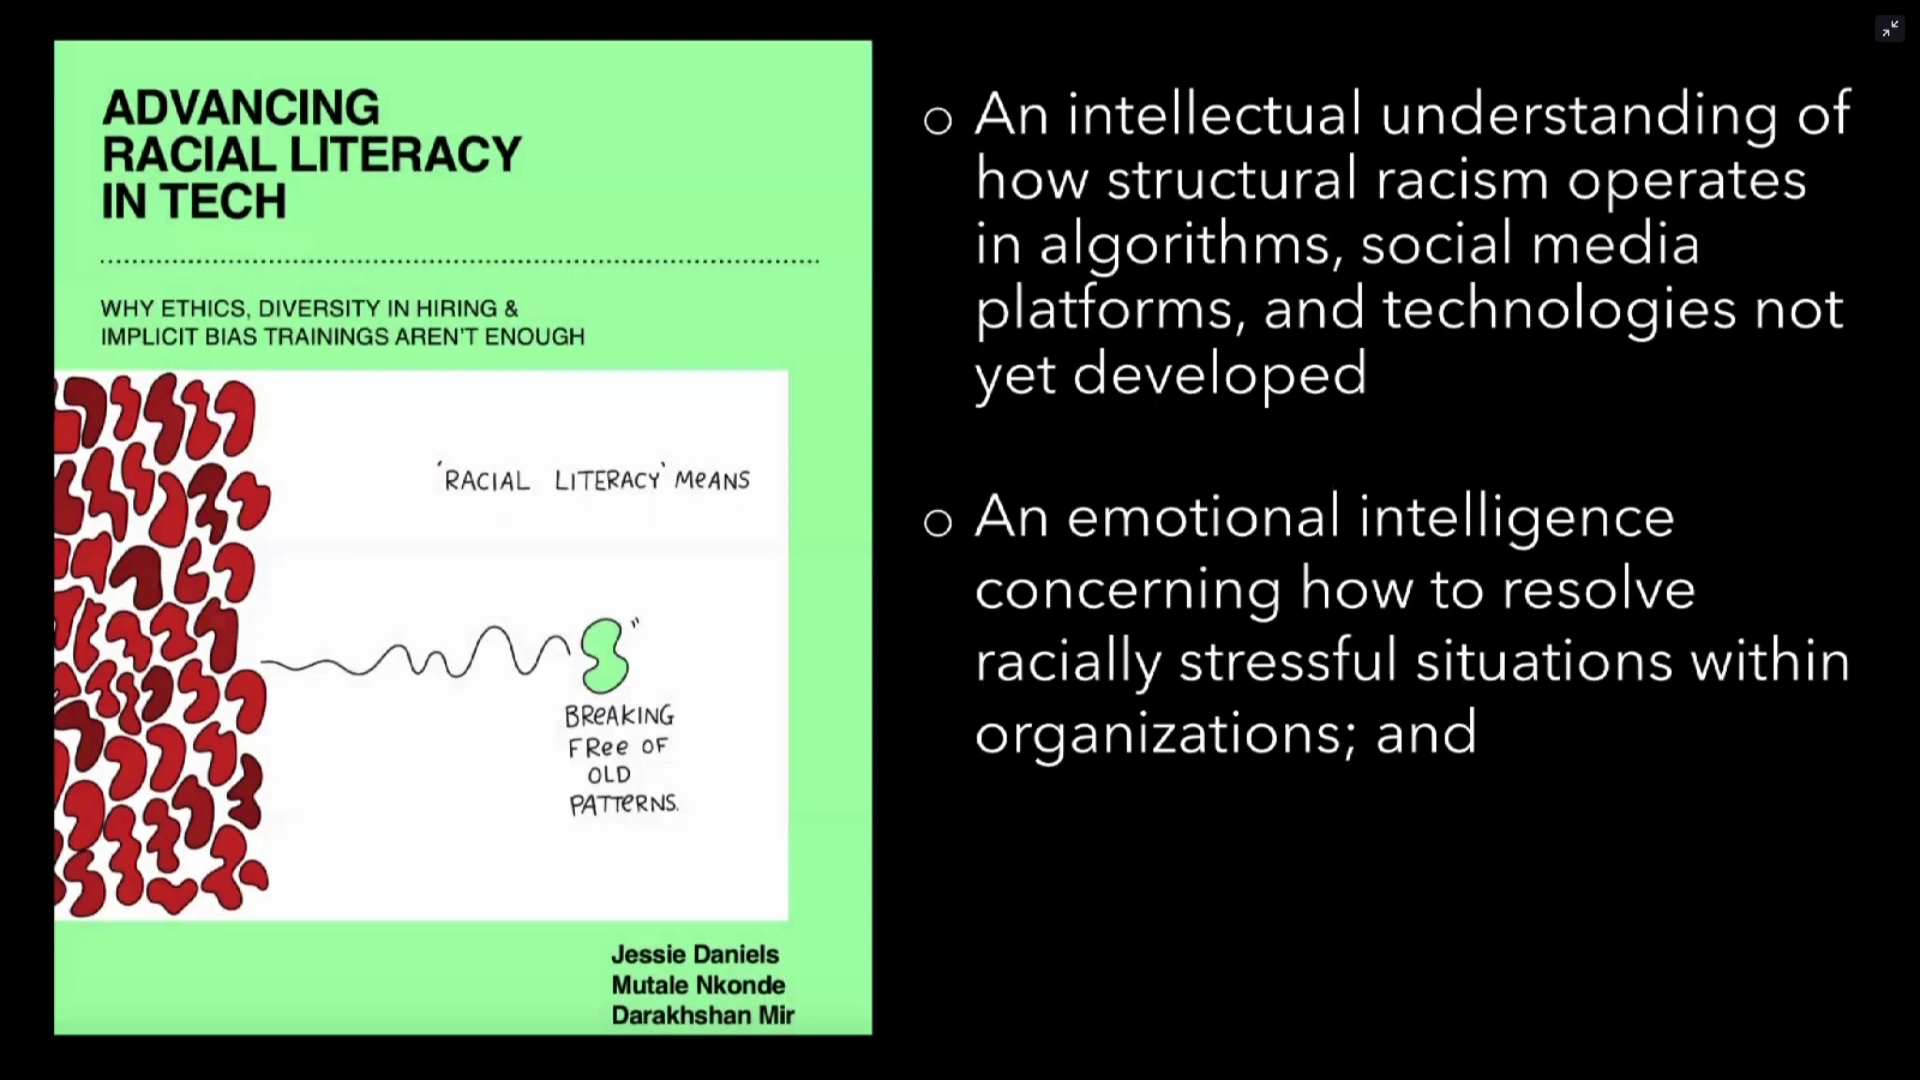 ADVANCING
RACIAL LITERACY
IN TECH
WHY ETHICS, DIVERSITY IN HIRING &
IMPLICIT BIAS TRAININGS AREN'T ENOUGH
'RACIAL LITERACY' MEANS
BREAKING
FREE OF
OLD
PATTERNS.
Jessie Daniels
Mutale Nkonde
Darakhshan Mir
o An intellectual understanding of
how structural racism operates
in algorithms, social media
platforms, and technologies not
yet developed
o An emotional intelligence
concerning how to resolve
racially stressful situations within
organizations; and